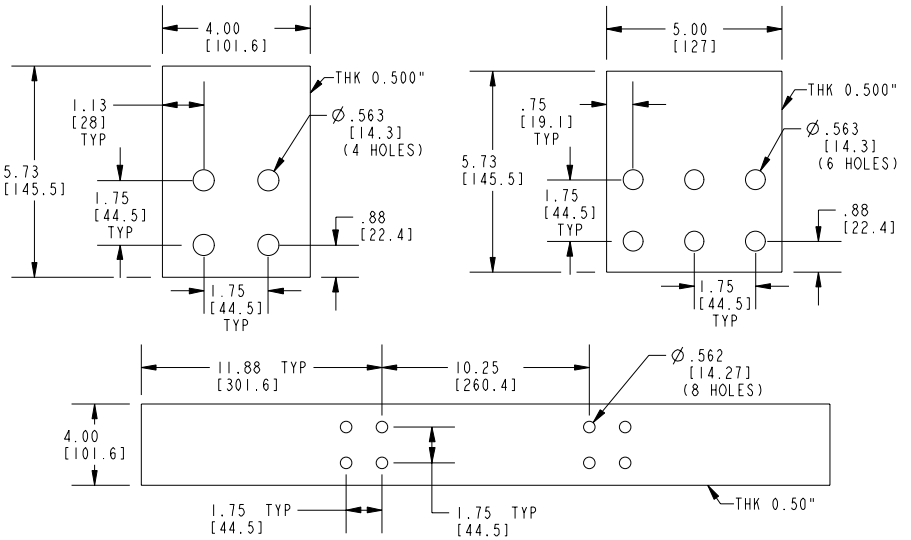 4.00
[101.6]
THK 0.500"
1.13
[28]
TYP
Ø .563
[14.3]
(4 HOLES)
5.73
[145.5]
1.75
[44.5]
TYP
.88
[22.4]
1.75
[44.5]
TYP
5.00
[127]
THK 0.500"
.75
[19.1]
TYP
Ø .563
[14.3]
(6 HOLES)
5.73
[145.5]
1.75
[44.5]
TYP
.88
[22.4]
1.75
[44.5]
TYP
11.88 TYP
[301.6]
10.25
[260.4]
Ø .562
[14.27]
(8 HOLES)
4.00
[101.6]
1.75 TYP
[44.5]
1.75 TYP
[44.5]
THK 0.50"